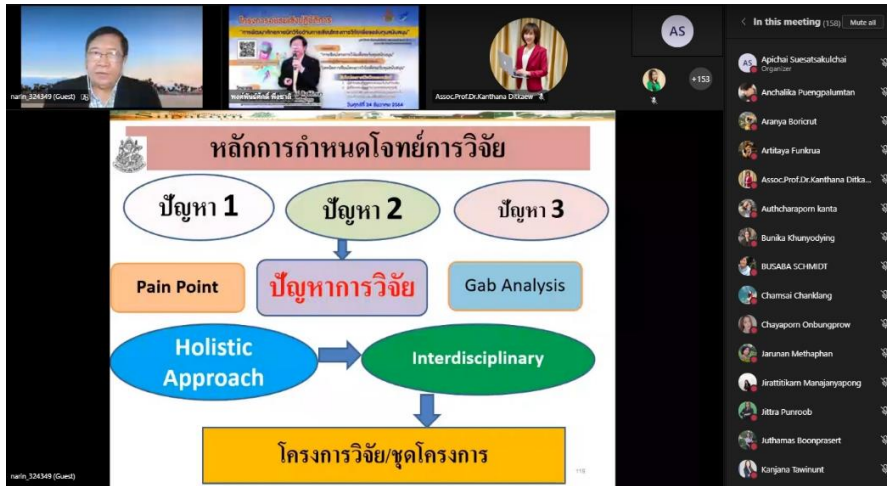 narin_324349 (Guest)
Assoc.Prof.Dr.Kanthana Ditkaew
AS
+153
หลักการกำหนดโจทย์การวิจัย
ปัญหา 1
ปัญหา 2
ปัญหา 3
Pain Point
ปัญหาการวิจัย
Gab Analysis
Holistic
Approach
Interdisciplinary
โครงการวิจัย/ชุดโครงการ
narin_324349 (Guest)
In this meeting (158)
Mute all
AS
Apichai Suesatsakulchai
Organizer
Anchalika Puengpalumtan
Aranya Boricrut
Artitaya Funkrua
Assoc.Prof.Dr.Kanthana Ditka...
Authcharaporn kanta
Bunika Khunyodying
BUSABA SCHMIDT
Chamsai Chanklang
Chayaporn Onbungprow
Jarunan Methaphan
Jirattitikarn Manajanyapong
Jittra Punroob
Juthamas Boonprasert
Kanjana Tawinunt